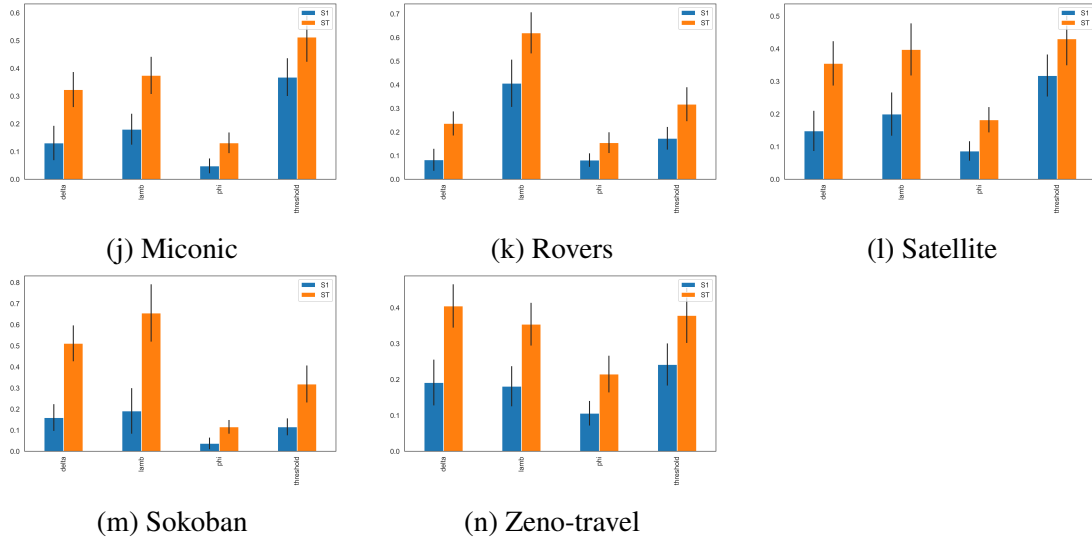 0.6
0.5
0.4
0.3
0.2
0.1
0.0
delta
lamb
phi
threshold
S1
ST
(j) Miconic
0.7
0.6
0.5
0.4
0.3
0.2
0.1
0.0
delta
lamb
phi
threshold
S1
ST
(k) Rovers
0.5
0.4
0.3
0.2
0.1
0.0
delta
lamb
phi
threshold
S1
ST
(l) Satellite
0.8
0.7
0.6
0.5
0.4
0.3
0.2
0.1
0.0
delta
lamb
phi
threshold
S1
ST
(m) Sokoban
0.4
0.3
0.2
0.1
0.0
delta
lamb
phi
threshold
S1
ST
(n) Zeno-travel